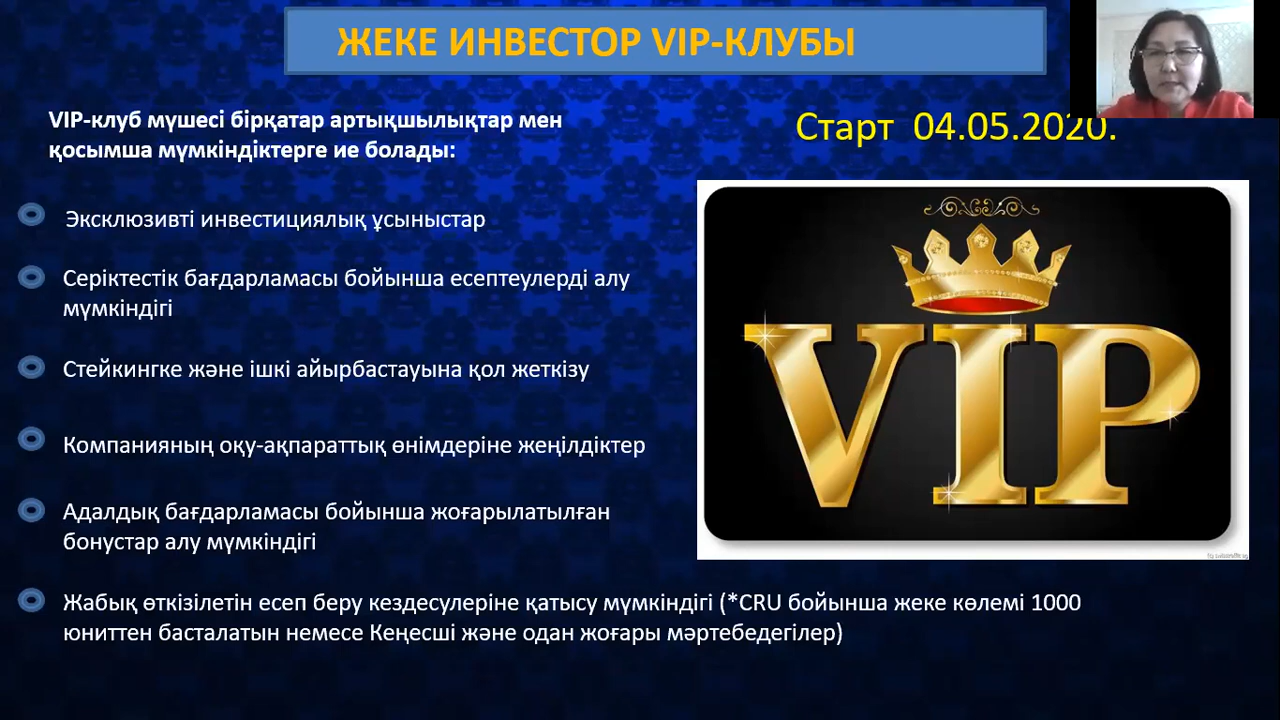 ЖЕКЕ ИНВЕСТОР VIP-КЛУБЫ
VIP-клуб мүшесі бірқатар артықшылықтар мен
қосымша мүмкіндіктерге ие болады:
Старт 04.05.2020.
Эксклюзивті инвестициялық ұсыныстар
Серіктестік бағдарламасы бойынша есептеулерді алу
мүмкіндігі
Стейкингке және ішкі айырбастауына қол жеткізу
Компанияның оқу-ақпараттық өнімдеріне жеңілдіктер
Адалдық бағдарламасы бойынша жоғарылатылған
бонустар алу мүмкіндігі
Жабық өткізілетін есеп беру кездесулеріне қатысу мүмкіндігі (*CRU бойынша жеке көлемі 1000
юниттен басталатын немесе Кеңесші және одан жоғары мәртебедегілер)
VIP